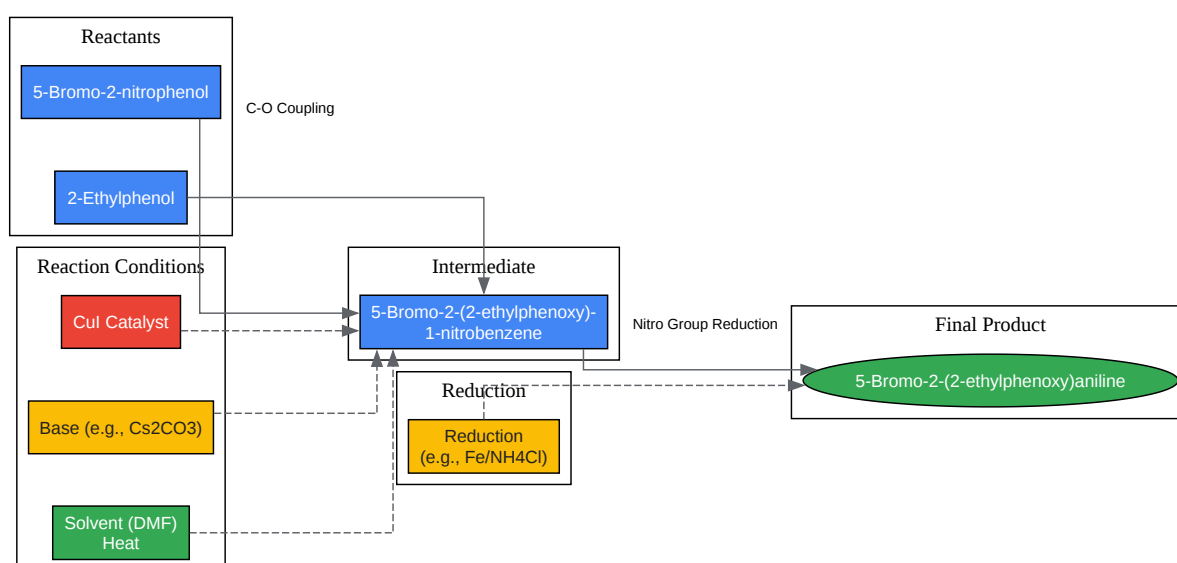 Reactants
5-Bromo-2-nitrophenol
C-O Coupling
2-Ethylphenol
Reaction Conditions
CuI Catalyst
Base (e.g., Cs2CO3)
Solvent (DMF)
Heat
Intermediate
5-Bromo-2-(2-ethylphenoxy)-
1-nitrobenzene
Nitro Group Reduction
Reduction
Reduction
(e.g., Fe/NH4Cl)
Final Product
5-Bromo-2-(2-ethylphenoxy)aniline